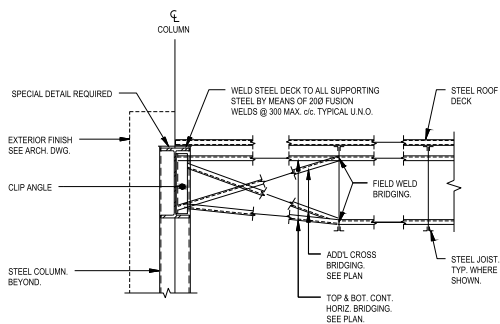 ℄
COLUMN
SPECIAL DETAIL REQUIRED
WELD STEEL DECK TO ALL SUPPORTING
STEEL BY MEANS OF 20Ø FUSION
WELDS @ 300 MAX. c/c. TYPICAL U.N.O.
STEEL ROOF
DECK
EXTERIOR FINISH
SEE ARCH. DWG.
CLIP ANGLE
FIELD WELD
BRIDGING.
STEEL COLUMN.
BEYOND.
ADD'L CROSS
BRIDGING.
SEE PLAN
STEEL JOIST.
TYP. WHERE
SHOWN.
TOP & BOT. CONT.
HORIZ. BRIDGING.
SEE PLAN.